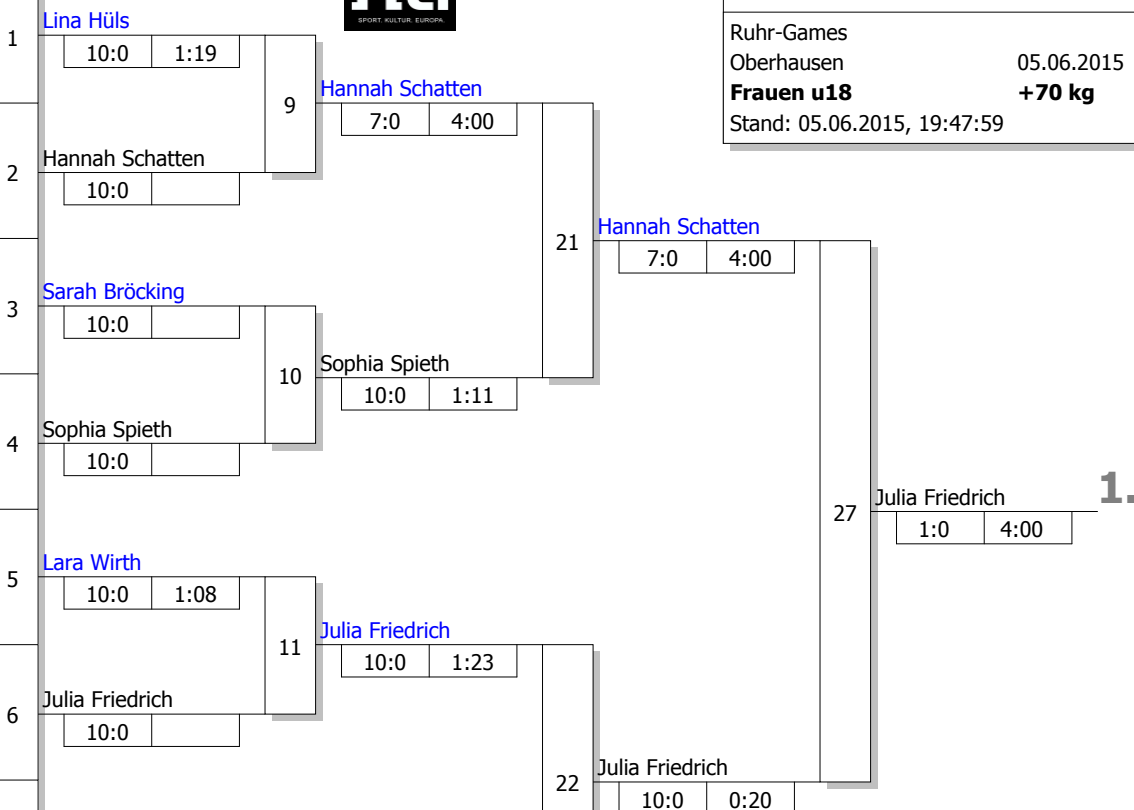 SPORT. KULTUR. EUROPA.
Ruhr-Games
Oberhausen 05.06.2015
Frauen u18 +70 kg
Stand: 05.06.2015, 19:47:59
Lina Hüls
1
10:0 1:19
9
Hannah Schatten
7:0 4:00
Hannah Schatten
2
10:0
21
Hannah Schatten
7:0 4:00
Sarah Bröcking
3
10:0
10
Sophia Spieth
10:0 1:11
Sophia Spieth
4
10:0
27
Julia Friedrich 1.
1:0 4:00
Lara Wirth
5
10:0 1:08
11
Julia Friedrich
10:0 1:23
Julia Friedrich
6
10:0
22
Julia Friedrich
10:0 0:20